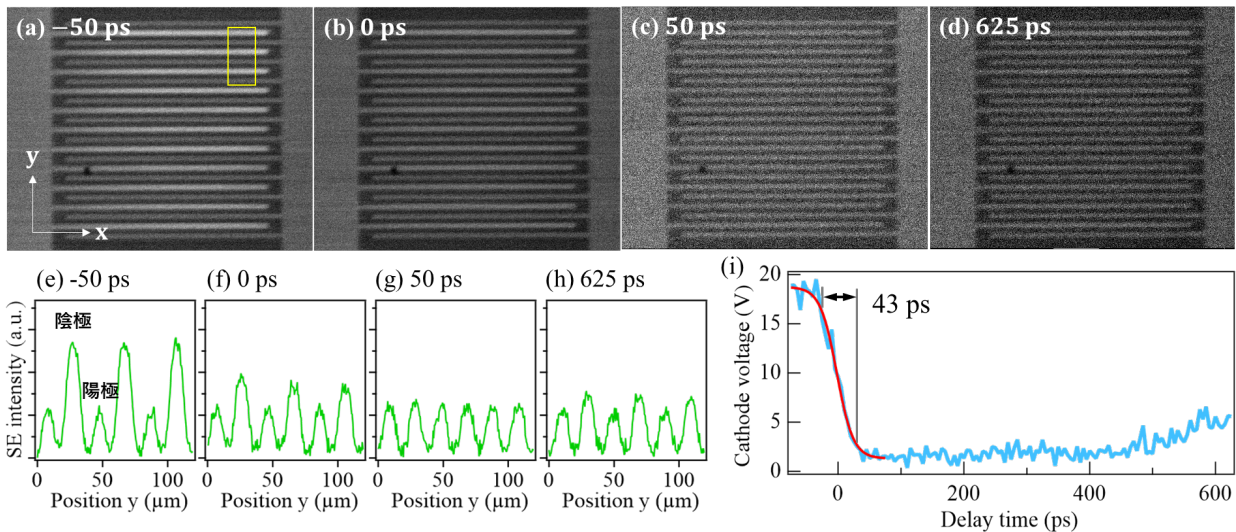 (a) −50 ps
(b) 0 ps
(c) 50 ps
(d) 625 ps
y
x
(e) -50 ps
(f) 0 ps
(g) 50 ps
(h) 625 ps
(i)
SE intensity (a.u.)
陰極
陽極
0 50 100
0 50 100
0 50 100
0 50 100
Position y (μm)
Position y (μm)
Position y (μm)
Position y (μm)
Cathode voltage (V)
20
15
10
5
0
43 ps
0 200 400 600
Delay time (ps)